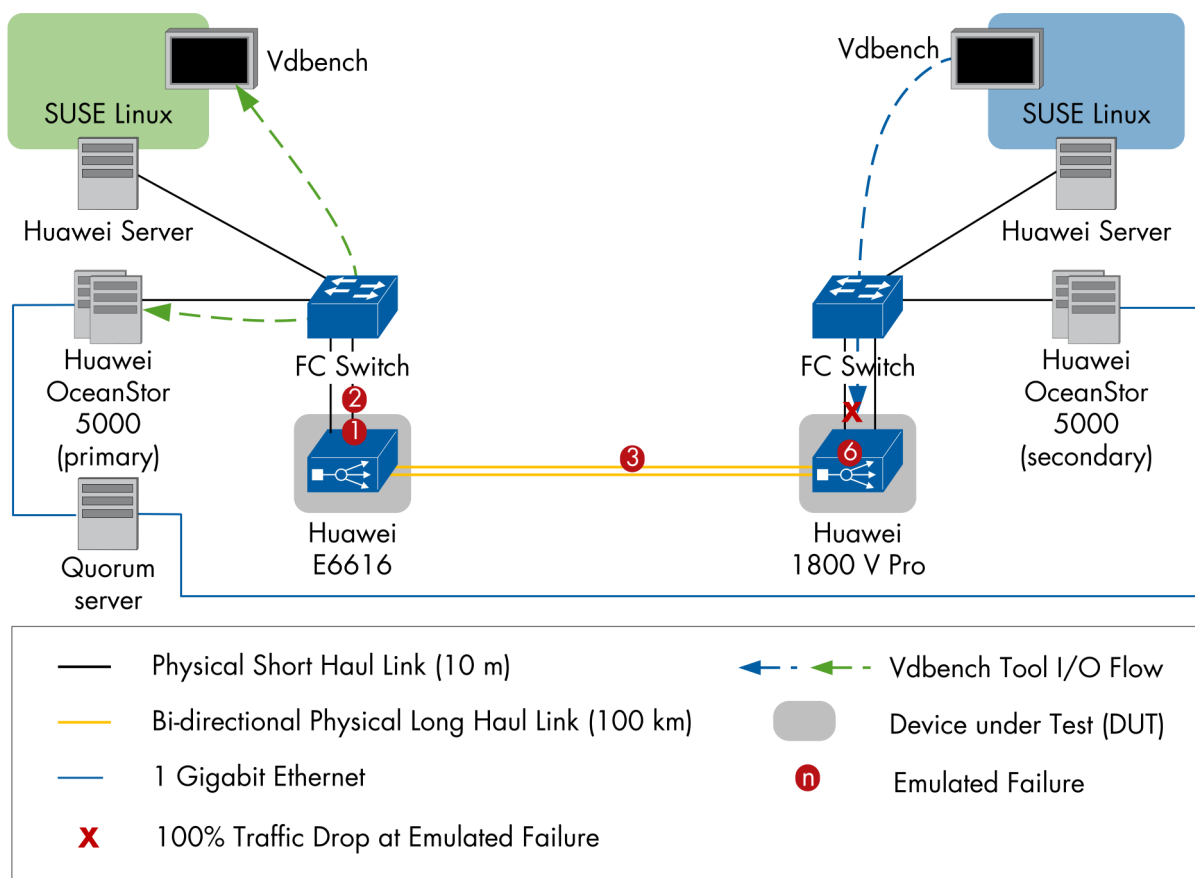 Vdbench
SUSE Linux
Huawei Server
Huawei
OceanStor
5000
(primary)
FC Switch
2
1
Huawei
E6616
Quorum
server
3
Vdbench
SUSE Linux
Huawei Server
FC Switch
X
6
Huawei
1800 V Pro
Huawei
OceanStor
5000
(secondary)
Physical Short Haul Link (10 m)
Bi-directional Physical Long Haul Link (100 km)
1 Gigabit Ethernet
X 100% Traffic Drop at Emulated Failure
Vdbench Tool I/O Flow
Device under Test (DUT)
n Emulated Failure